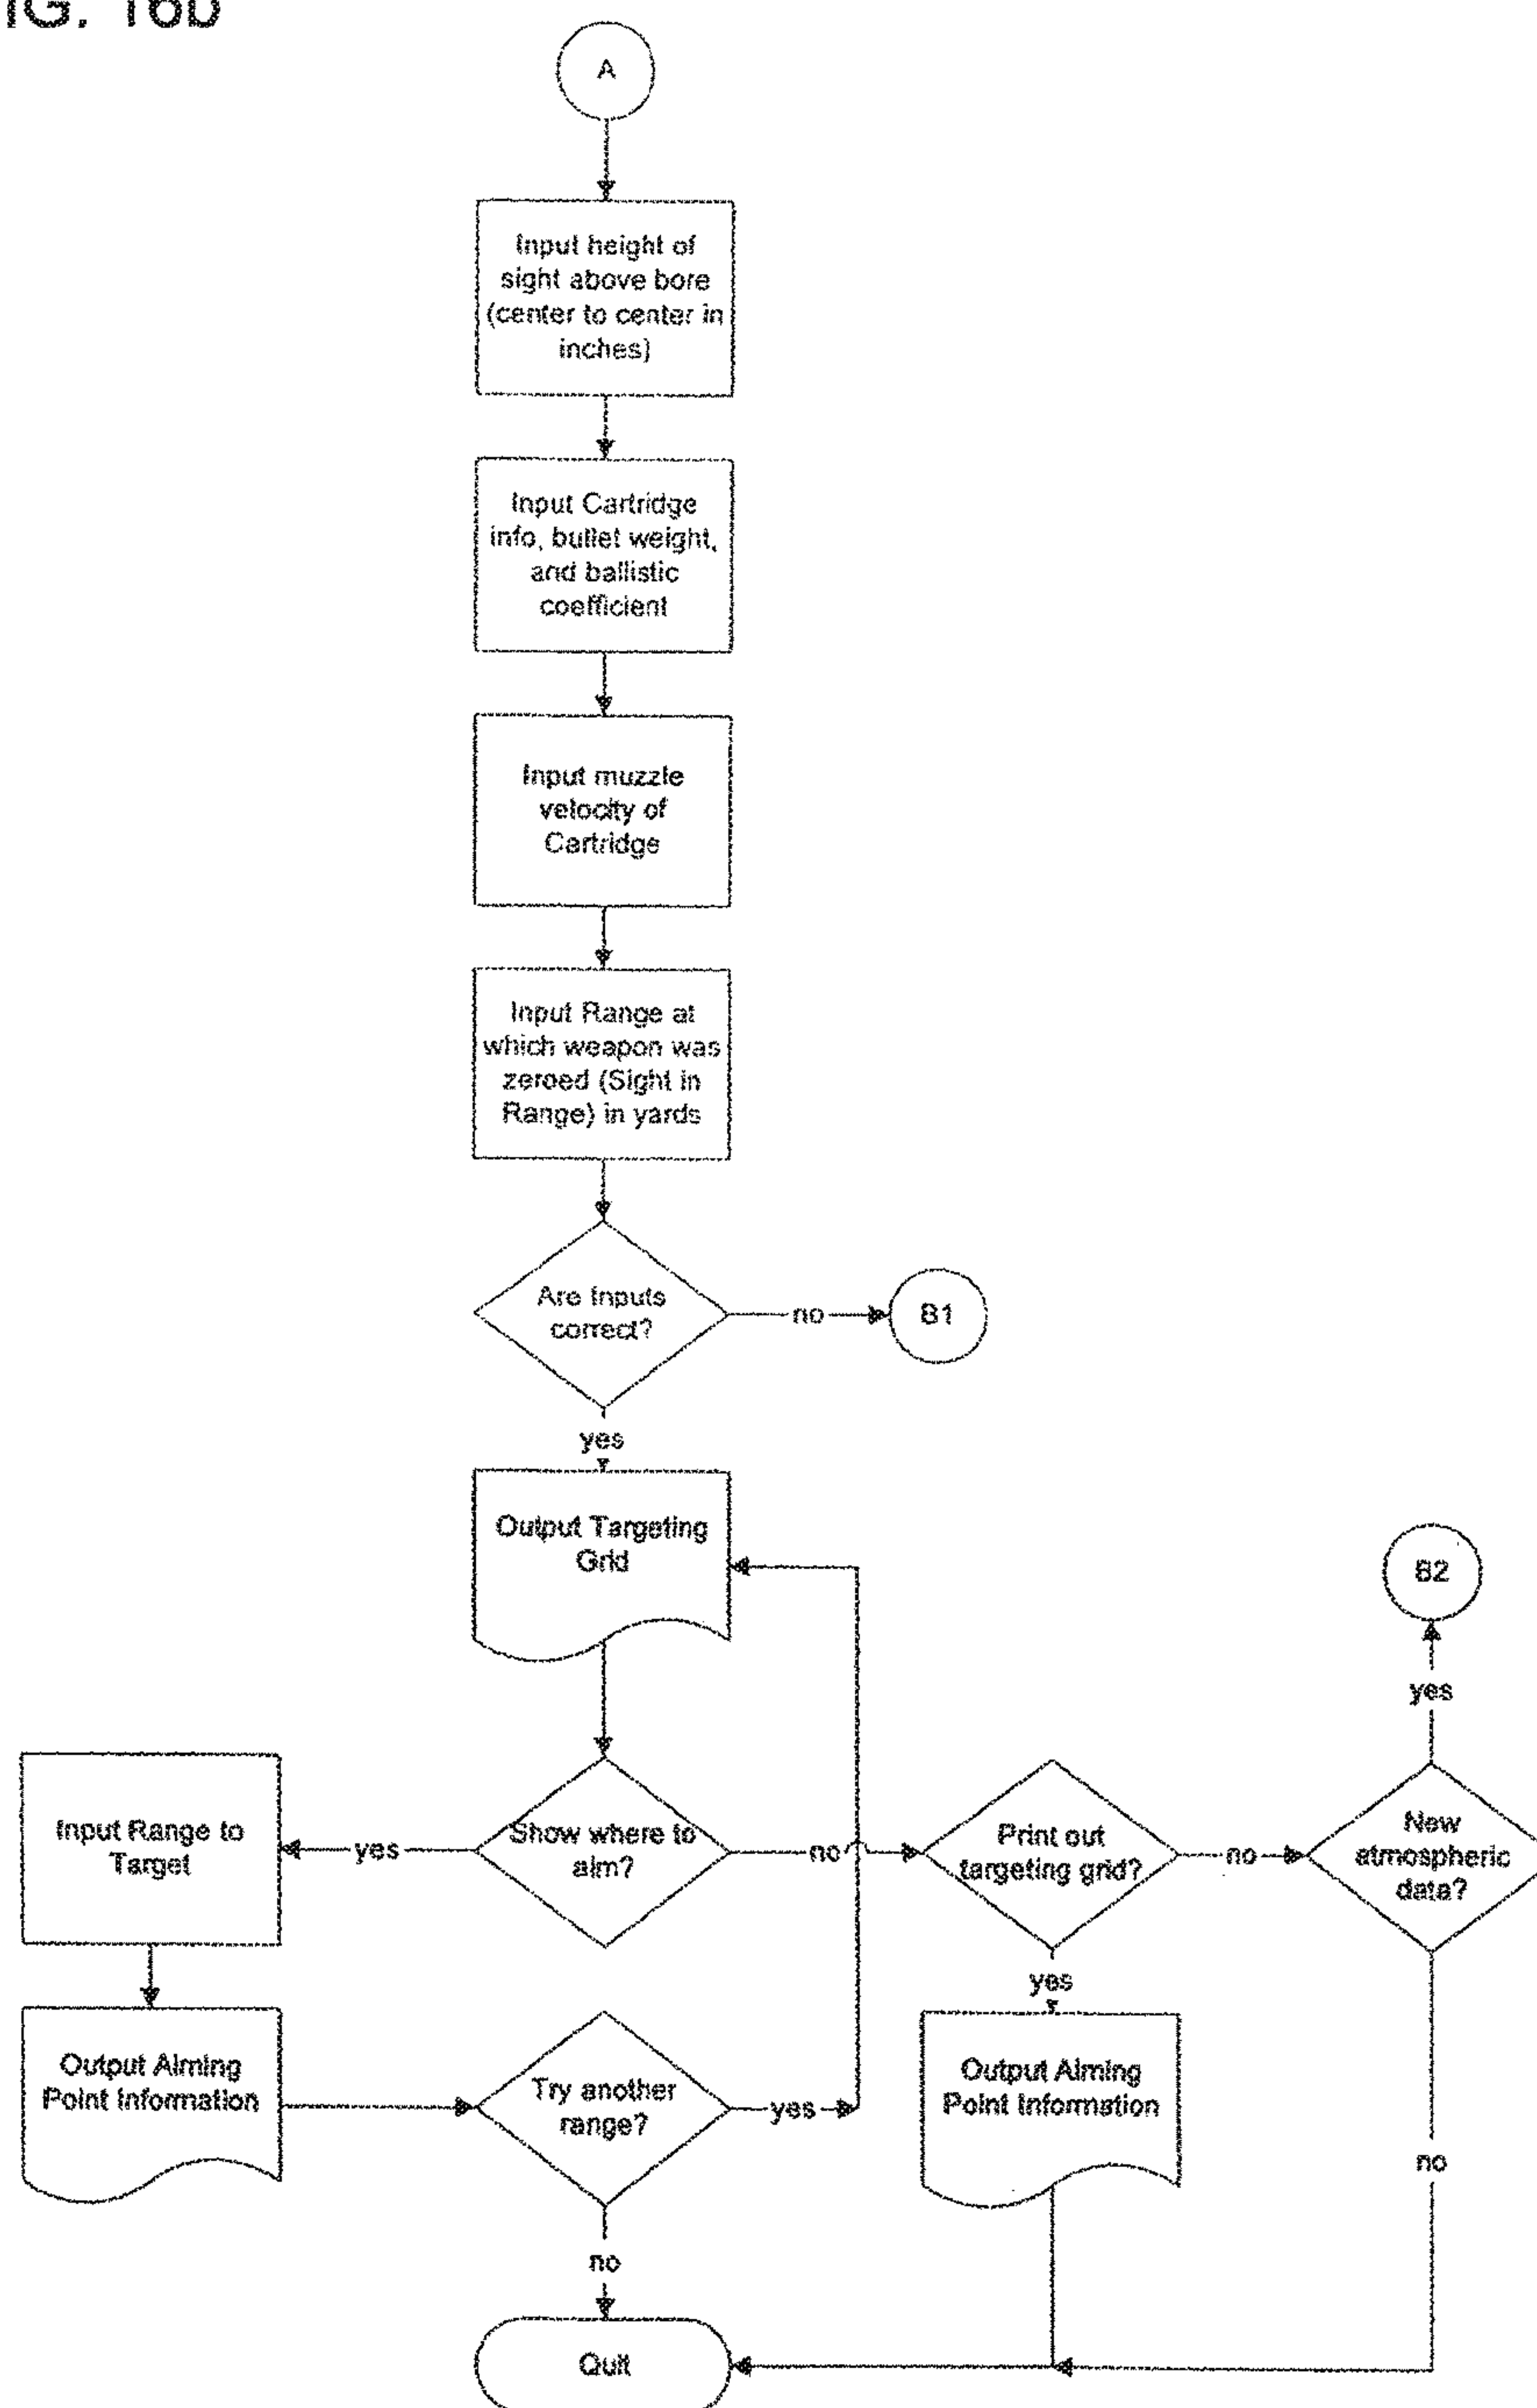 FIG. 16b
A
Input height of
sight above bore
(center to center in
inches)
Input Cartridge
info, bullet weight,
and ballistic
coefficient
Input muzzle
velocity of
Cartridge
Input Range at
which weapon was
zeroed (Sight in
Range) in yards
Are Inputs
correct?
no
B1
yes
Output Targeting
Grid
B2
yes
Input Range to
Target
yes
Show where to
aim?
no
Print out
targeting grid?
no
New
atmospheric
data?
yes
Output Aiming
Point Information
Try another
range?
yes
Output Aiming
Point Information
no
no
Quit